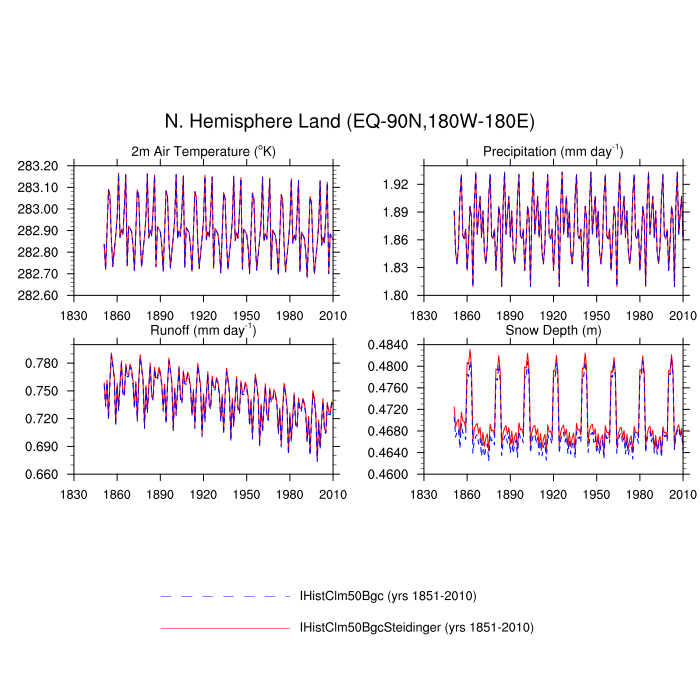 N. Hemisphere Land (EQ-90N,180W-180E)
2m Air Temperature (°K)
283.20
283.10
283.00
282.90
282.80
282.70
282.60
1830 1860 1890 1920 1950 1980 2010
Precipitation (mm day⁻¹)
1.92
1.89
1.86
1.83
1.80
1830 1860 1890 1920 1950 1980 2010
Runoff (mm day⁻¹)
0.780
0.750
0.720
0.690
0.660
1830 1860 1890 1920 1950 1980 2010
Snow Depth (m)
0.4840
0.4800
0.4760
0.4720
0.4680
0.4640
0.4600
1830 1860 1890 1920 1950 1980 2010
IHistClm50Bgc (yrs 1851-2010)
IHistClm50BgcSteidinger (yrs 1851-2010)